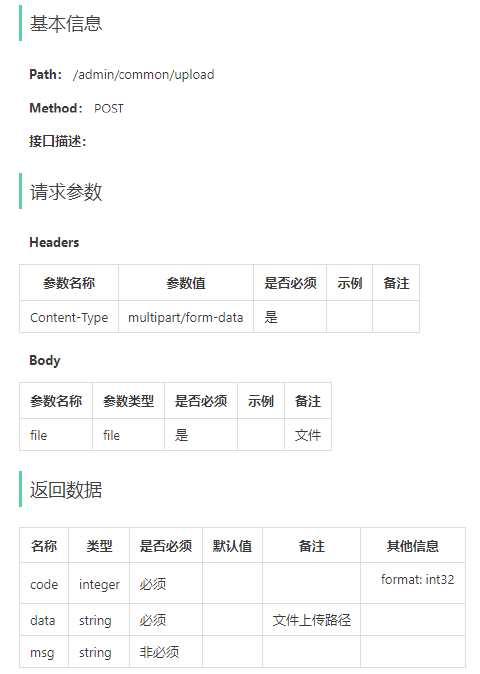 基本信息
Path： /admin/common/upload
Method： POST
接口描述：
请求参数
Headers
参数名称 参数值 是否必须 示例 备注
Content-Type multipart/form-data 是
Body
参数名称 参数类型 是否必须 示例 备注
file file 是 文件
返回数据
名称 类型 是否必须 默认值 备注 其他信息
code integer 必须 format: int32
data string 必须 文件上传路径
msg string 非必须